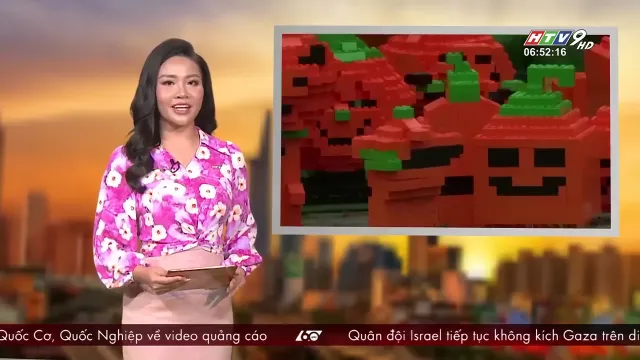 HTV9 HD
06:52:16
Quốc Cơ, Quốc Nghiệp về video quảng cáo
60
Quân đội Israel tiếp tục không kích Gaza trên